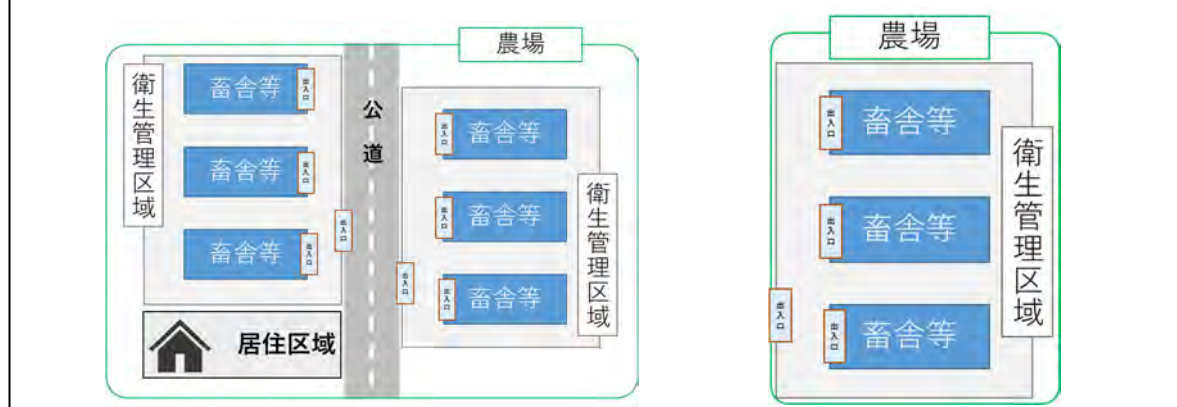 農場
衛生管理区域
畜舎等
出入口
畜舎等
出入口
畜舎等
出入口
出入口
居住区域
公道
畜舎等
出入口
畜舎等
出入口
畜舎等
出入口
出入口
衛生管理区域
農場
畜舎等
出入口
畜舎等
出入口
畜舎等
出入口
出入口
衛生管理区域